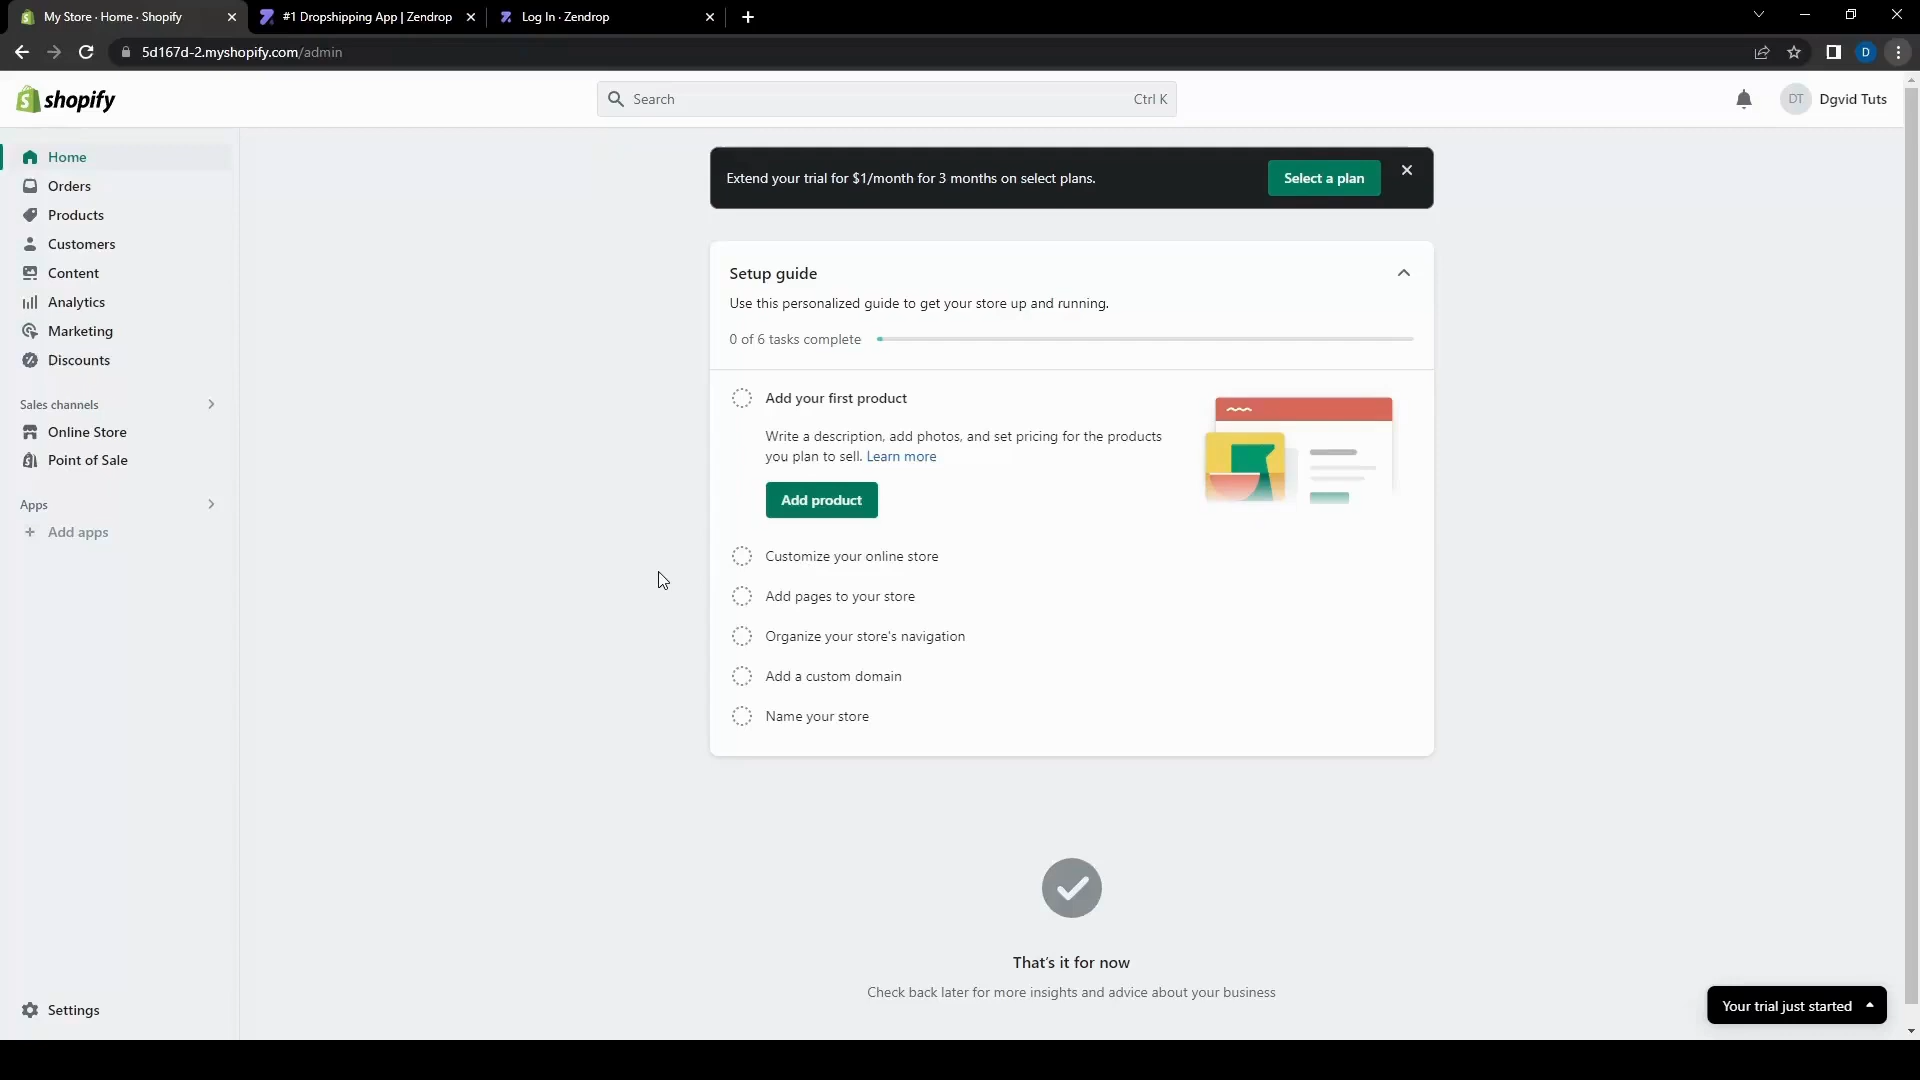 My Store · Home · Shopify
#1 Dropshipping App | Zendrop
Log In · Zendrop
5d167d-2.myshopify.com/admin
D
shopify
Search
Ctrl K
DT
Dgvid Tuts
Home
Orders
Products
Customers
Content
Analytics
Marketing
Discounts
Sales channels
Online Store
Point of Sale
Apps
Add apps
Settings
Extend your trial for $1/month for 3 months on select plans.
Select a plan
Setup guide
Use this personalized guide to get your store up and running.
0 of 6 tasks complete
Add your first product
Write a description, add photos, and set pricing for the products
you plan to sell. Learn more
Add product
Customize your online store
Add pages to your store
Organize your store's navigation
Add a custom domain
Name your store
That's it for now
Check back later for more insights and advice about your business
Your trial just started